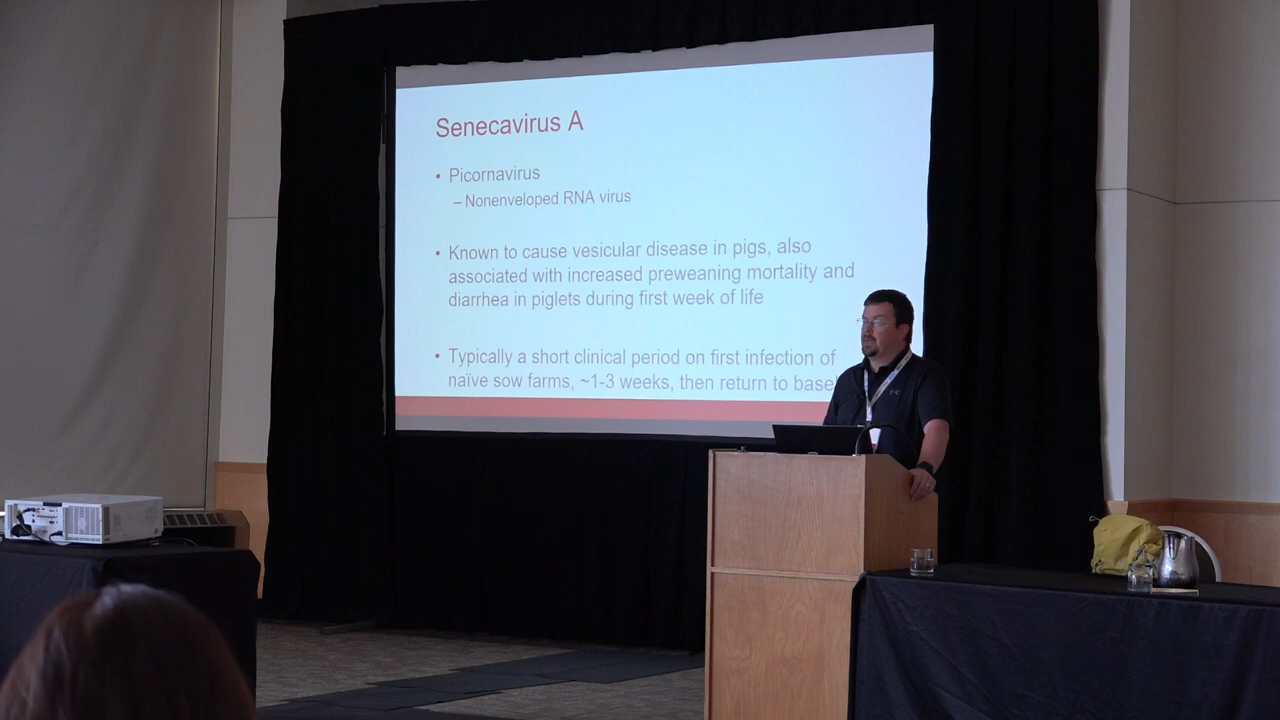 Senecavirus A
• Picornavirus
– Nonenveloped RNA virus
• Known to cause vesicular disease in pigs, also
associated with increased preweaning mortality and
diarrhea in piglets during first week of life
• Typically a short clinical period on first infection of
naïve sow farms, ~1-3 weeks, then return to